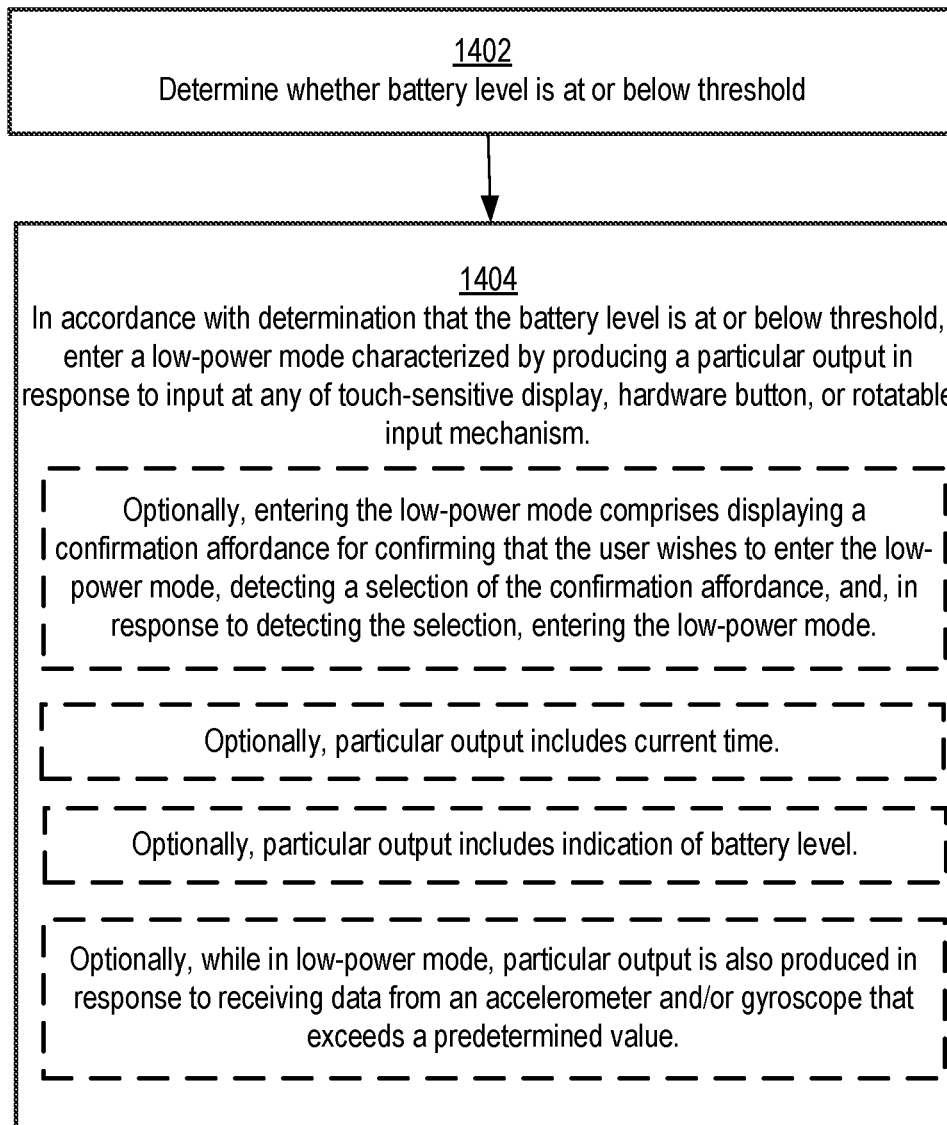 1402
Determine whether battery level is at or below threshold
1404
In accordance with determination that the battery level is at or below threshold,
enter a low-power mode characterized by producing a particular output in
response to input at any of touch-sensitive display, hardware button, or rotatable
input mechanism.
Optionally, entering the low-power mode comprises displaying a
confirmation affordance for confirming that the user wishes to enter the low-
power mode, detecting a selection of the confirmation affordance, and, in
response to detecting the selection, entering the low-power mode.
Optionally, particular output includes current time.
Optionally, particular output includes indication of battery level.
Optionally, while in low-power mode, particular output is also produced in
response to receiving data from an accelerometer and/or gyroscope that
exceeds a predetermined value.